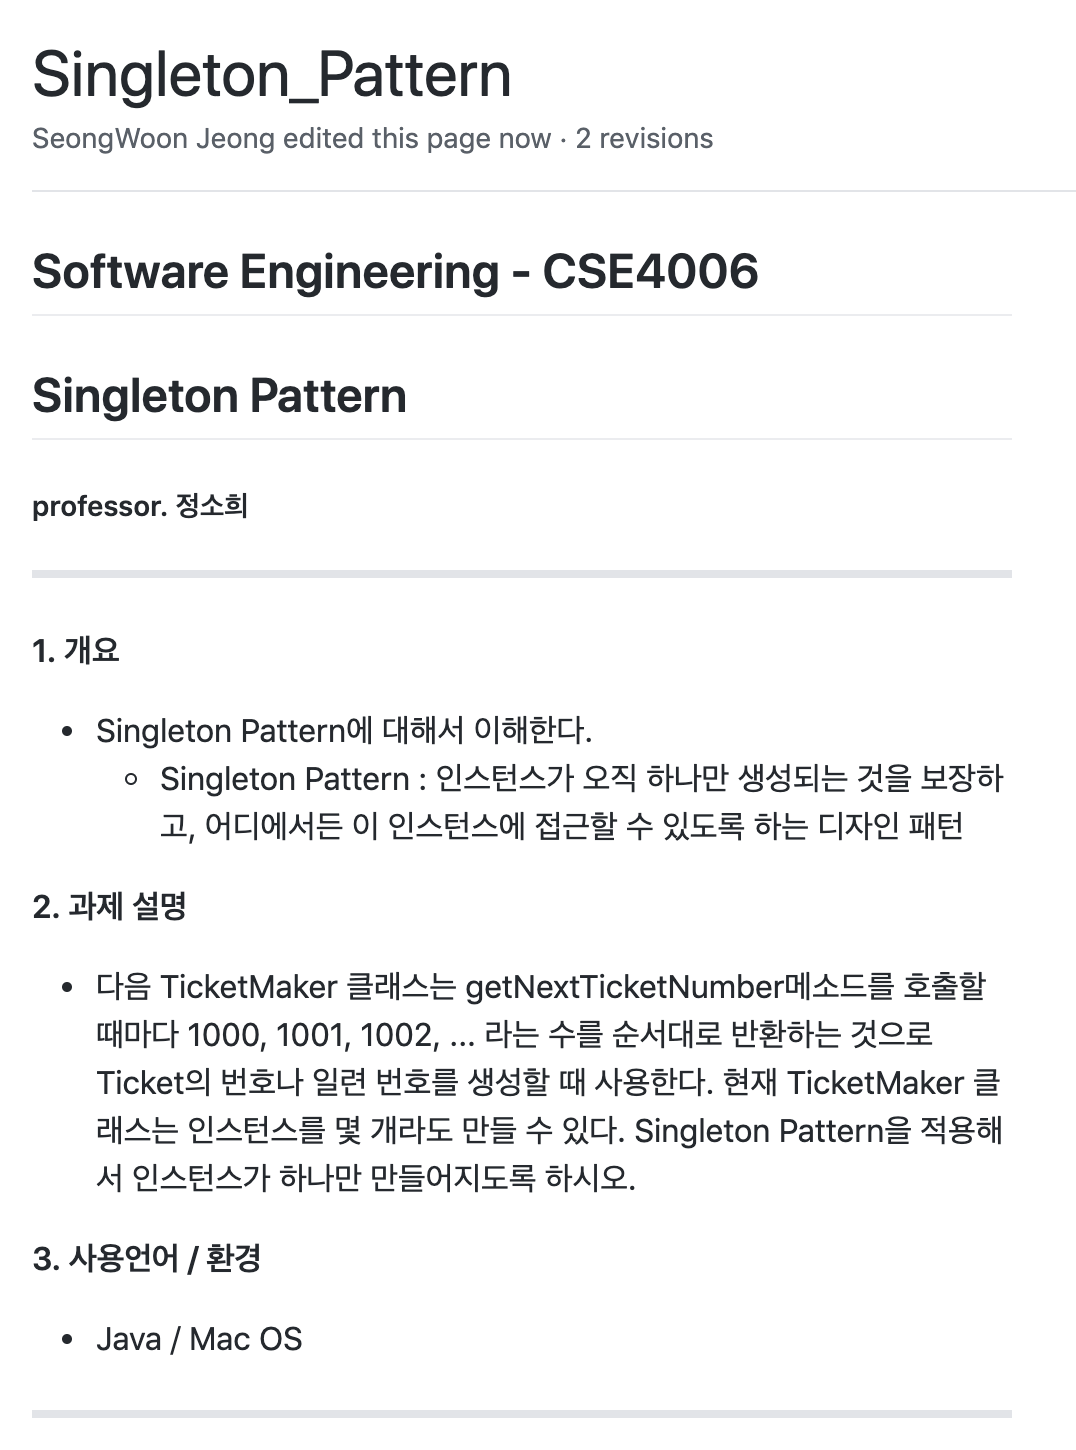 Singleton_Pattern
SeongWoon Jeong edited this page now · 2 revisions
Software Engineering - CSE4006
Singleton Pattern
professor. 정소희
1. 개요
• Singleton Pattern에 대해서 이해한다.
◦ Singleton Pattern : 인스턴스가 오직 하나만 생성되는 것을 보장하
고, 어디에서든 이 인스턴스에 접근할 수 있도록 하는 디자인 패턴
2. 과제 설명
• 다음 TicketMaker 클래스는 getNextTicketNumber메소드를 호출할
때마다 1000, 1001, 1002, ... 라는 수를 순서대로 반환하는 것으로
Ticket의 번호나 일련 번호를 생성할 때 사용한다. 현재 TicketMaker 클
래스는 인스턴스를 몇 개라도 만들 수 있다. Singleton Pattern을 적용해
서 인스턴스가 하나만 만들어지도록 하시오.
3. 사용언어 / 환경
• Java / Mac OS